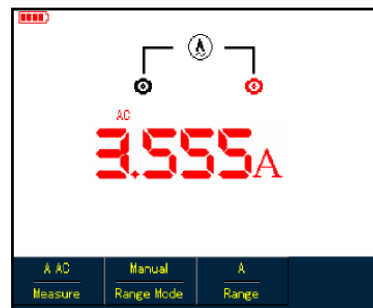 A
AC
3.555A
A AC Manual A
Measure Range Mode Range